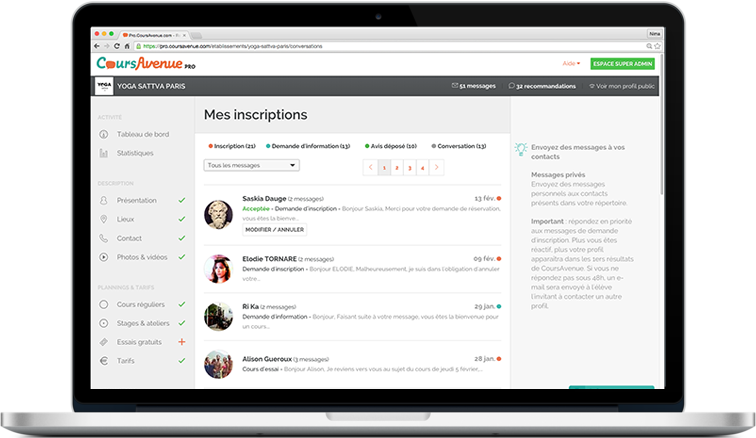 Pro.CoursAvenue.com - Ri
Nima
https://pro.coursavenue.com/etablissements/yoga-sattva-paris/conversations
CoursAvenue PRO
Aide
ESPACE SUPER ADMIN
YOGA
YOGA SATTVA PARIS
51 messages
32 recommandations
Voir mon profil public
ACTIVITÉ
Tableau de bord
Statistiques
DESCRIPTION
Présentation
Lieux
Contact
Photos & vidéos
PLANNINGS & TARIFS
Cours réguliers
Stages & ateliers
Essais gratuits
Tarifs
Mes inscriptions
Inscription (21)
Demande d'information (13)
Avis déposé (10)
Conversation (13)
Tous les messages
1 2 3 4
Saskia Dauge (2 messages)
13 fév.
Acceptée - Demande d'inscription - Bonjour Saskia, Merci pour votre demande de réservation,
vous êtes la bienve...
MODIFIER / ANNULER
Elodie TORNARE (2 messages)
09 fév.
Demande d'inscription - Bonjour ELODIE, Malheureusement, je suis dans l'obligation d'annuler
votre...
Ri Ka (2 messages)
29 jan.
Demande d'information - Bonjour, Faisant suite à votre message, vous êtes la bienvenue pour
un cours...
Alison Gueroux (3 messages)
28 jan.
Cours d'essai - Bonjour Alison, Je reviens vers vous au sujet du cours de jeudi 5 février,...
Envoyez des messages à vos
contacts
Messages privés
Envoyez des messages
personnels aux contacts
présents dans votre répertoire.
Important : répondez en priorité
aux messages de demande
d'inscription. Plus vous êtes
réactif, plus votre profil
apparaîtra dans les 1ers résultats
de CoursAvenue. Si vous ne
répondez pas sous 48h, un e-
mail sera envoyé à l'élève
l'invitant à contacter un autre
profil.